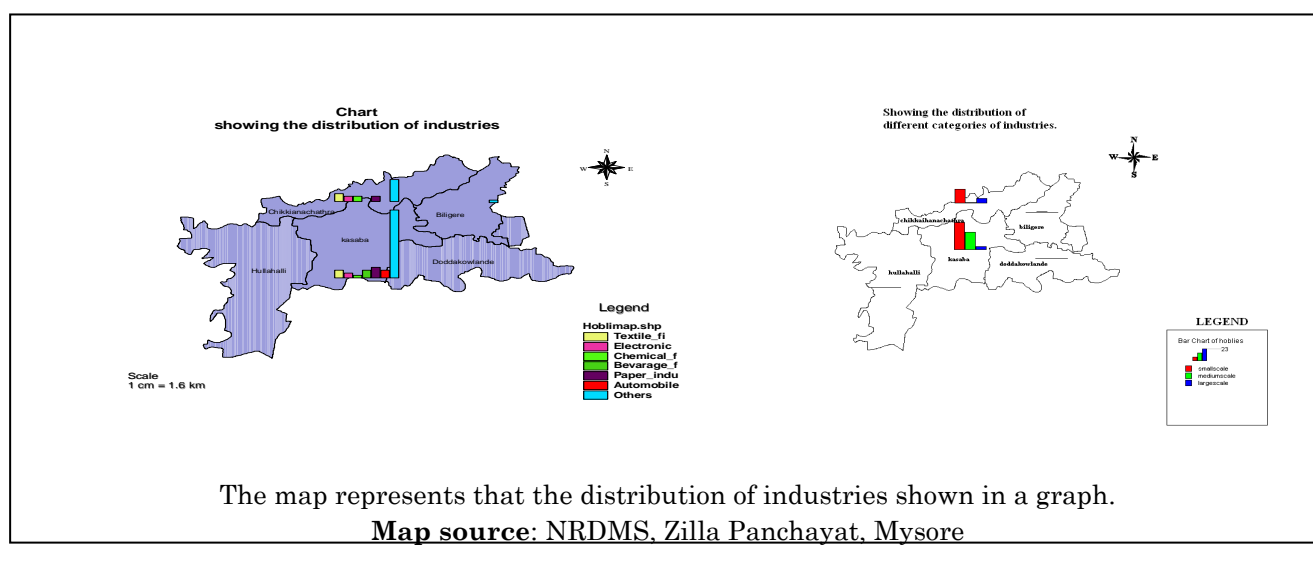 Chart
showing the distribution of industries
N
W
E
S
Chikkianachathra
Biligere
kasaba
Hullahalli
Doddakowlande
Legend
Hoblimap.shp
Textile_fi
Electronic
Chemical_f
Bevarage_f
Paper_indu
Automobile
Others
Scale
1 cm = 1.6 km
Showing the distribution of
different categories of industries.
N
W
E
S
chikkaihanachathra
biligere
kasaba
doddakowlande
hullahalli
LEGEND
Bar Chart of hoblies
23
smallscale
mediumscale
largescale
The map represents that the distribution of industries shown in a graph.
Map source: NRDMS, Zilla Panchayat, Mysore